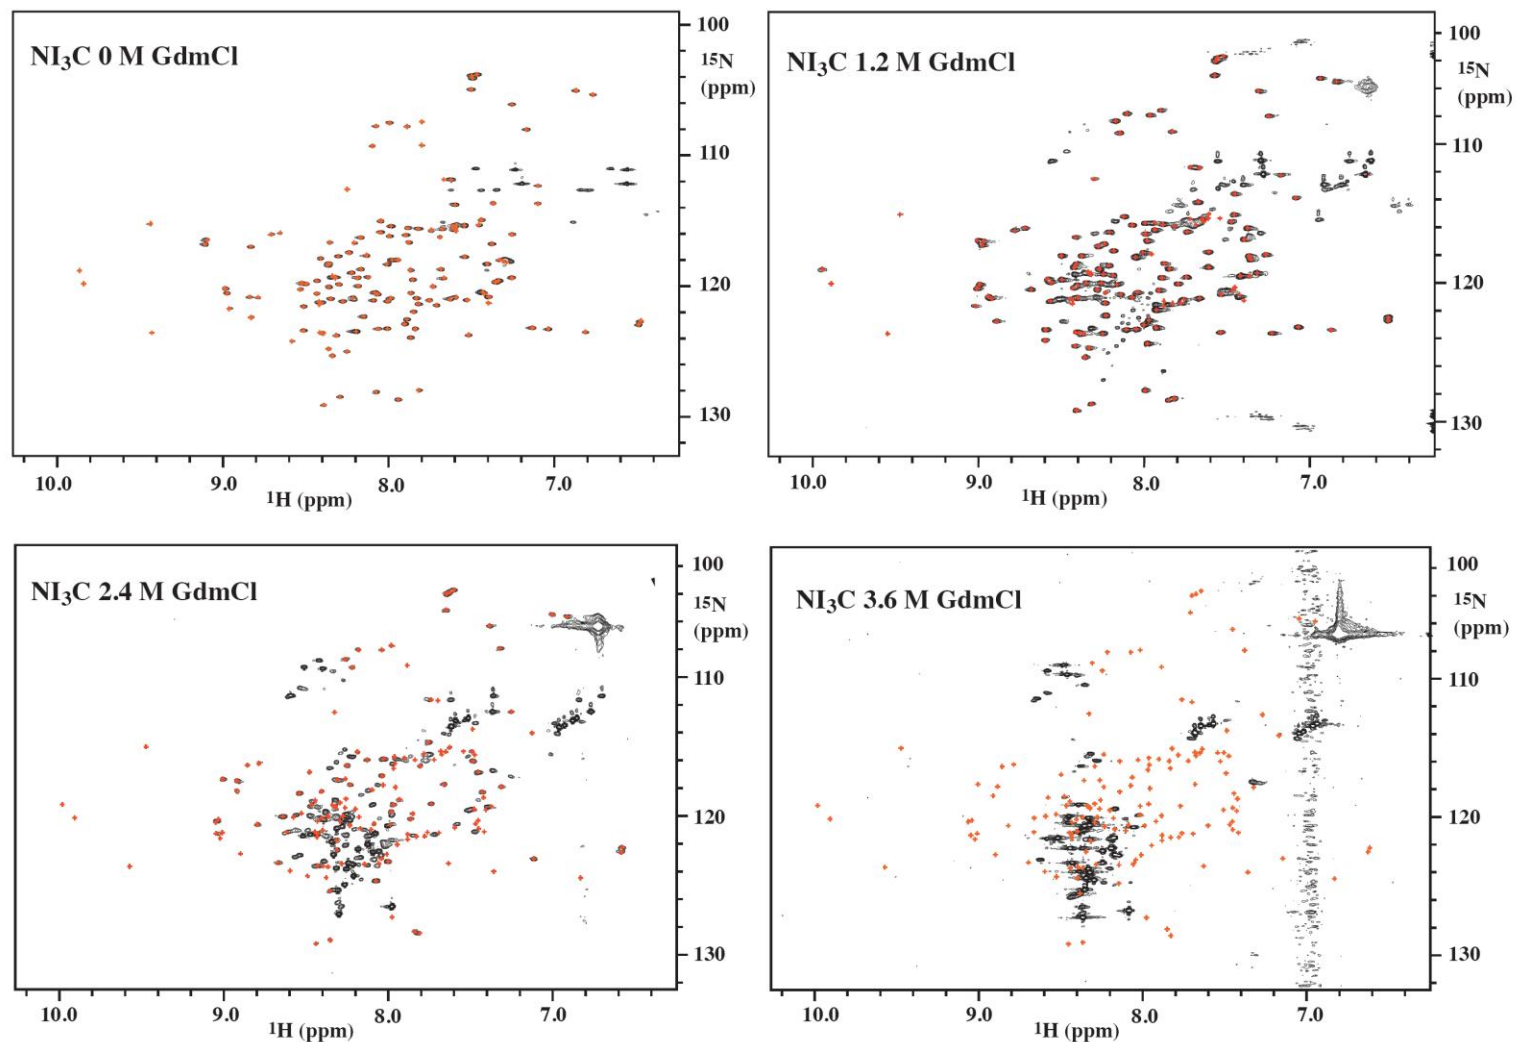 NI₃C 0 M GdmCl
100
15N
(ppm)
110
120
130
10.0 9.0 8.0 7.0
1H (ppm)
NI₃C 1.2 M GdmCl
100
15N
(ppm)
110
120
130
10.0 9.0 8.0 7.0
1H (ppm)
NI₃C 2.4 M GdmCl
100
15N
(ppm)
110
120
130
10.0 9.0 8.0 7.0
1H (ppm)
NI₃C 3.6 M GdmCl
100
15N
(ppm)
110
120
130
10.0 9.0 8.0 7.0
1H (ppm)